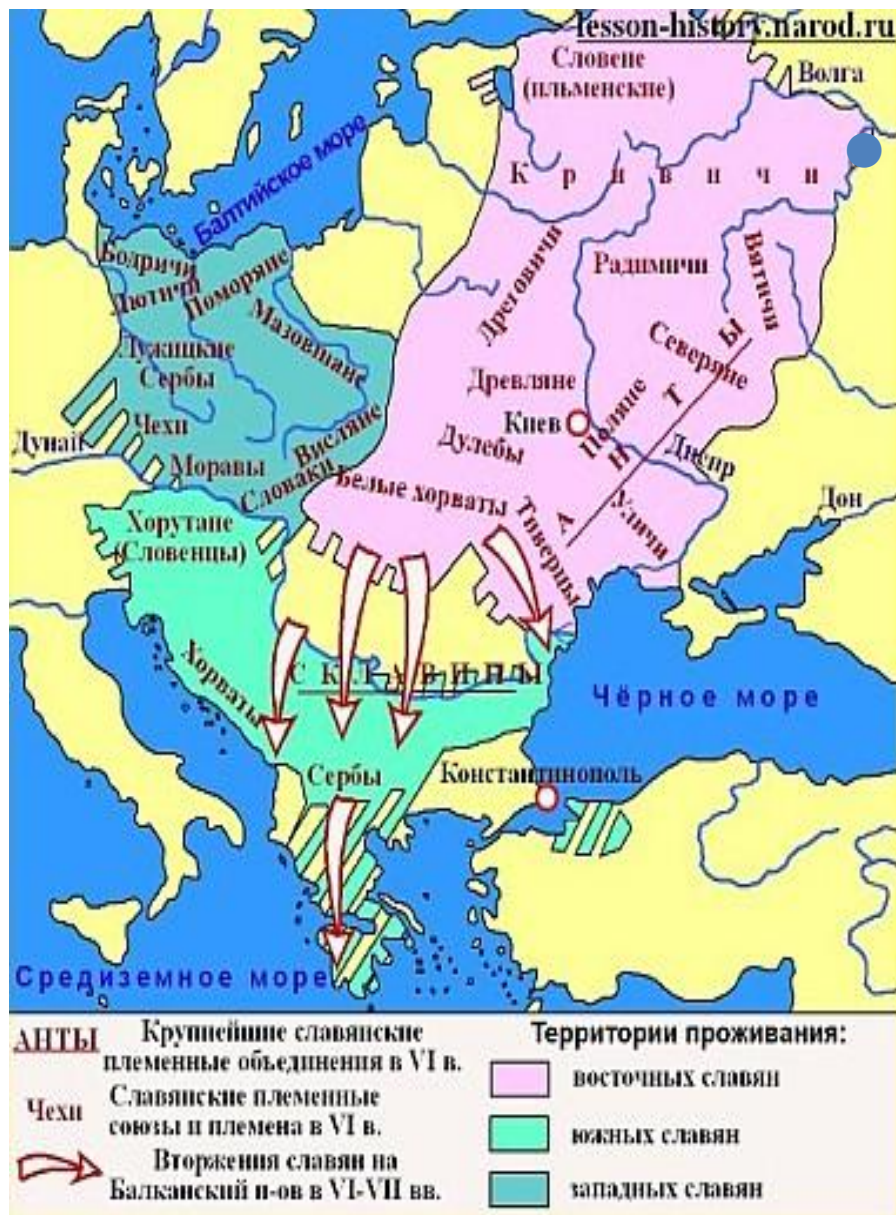 lesson-history.narod.ru
Словене
(ильменские)
Волга
Балтийское море
Кривичи
Бодричи
Лютичи
Поморяне
Мазовшане
Дреговичи
Радимичи
Вятичи
Лужицкие
Сербы
Северяне
Древляне
Киев
Поляне
Чехи
Дунай
Моравы
Висляне
Словаки
Дулебы
Белые хорваты
Днепр
АНТЫ
Уличи
Дон
Тиверцы
Хорутане
(Словенцы)
Хорваты
СКЛАВИНЫ
Чёрное море
Сербы
Константинополь
Средиземное море
АНТЫ Крупнейшие славянские
племенные объединения в VI в.
Чехи Славянские племенные
союзы и племена в VI в.
Вторжения славян на
Балканский п-ов в VI-VII вв.
Территории проживания:
восточных славян
южных славян
западных славян